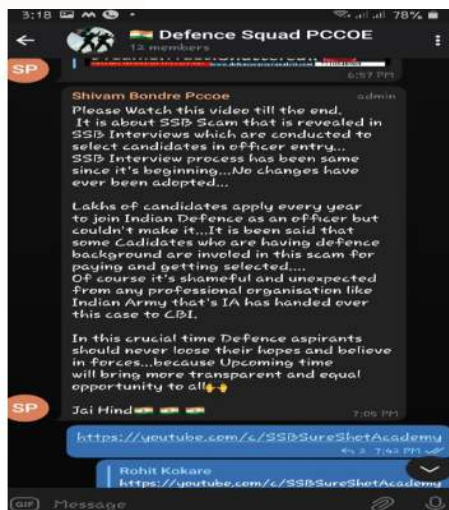 3:18
78%
Defence Squad PCCOE
12 members
SP
6:57 PM
Shivam Bondre Pccoe admin
Please Watch this video till the end,
It is about SSB Scam that is revealed in
SSB Interviews which are conducted to
select candidates in officer entry...
SSB Interview process has been same
since it's beginning...No changes have
ever been adopted...
Lakhs of candidates apply every year
to join Indian Defence as an officer but
couldn't make it...It is been said that
some Cadidates who are having defence
background are involed in this scam for
paying and getting selected....
Of course it's shameful and unexpected
from any professional organisation like
Indian Army that's IA has handed over
this case to CBI.
In this crucial time Defence aspirants
should never loose their hopes and believe
in forces...because Upcoming time
will bring more transparent and equal
opportunity to all🙌
Jai Hind🇮🇳🇮🇳🇮🇳
SP
7:05 PM
https://youtube.com/c/SSBSureShotAcademy
2 7:42 PM
Rohit Kokare
https://youtube.com/c/SSBSureShotAcademy
GIF Message